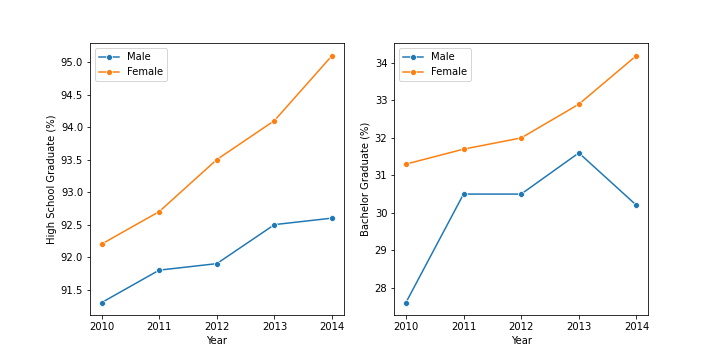 Male
Female
95.0
94.5
94.0
93.5
93.0
92.5
92.0
91.5
High School Graduate (%)
2010 2011 2012 2013 2014
Year
Male
Female
34
33
32
31
30
29
28
Bachelor Graduate (%)
2010 2011 2012 2013 2014
Year